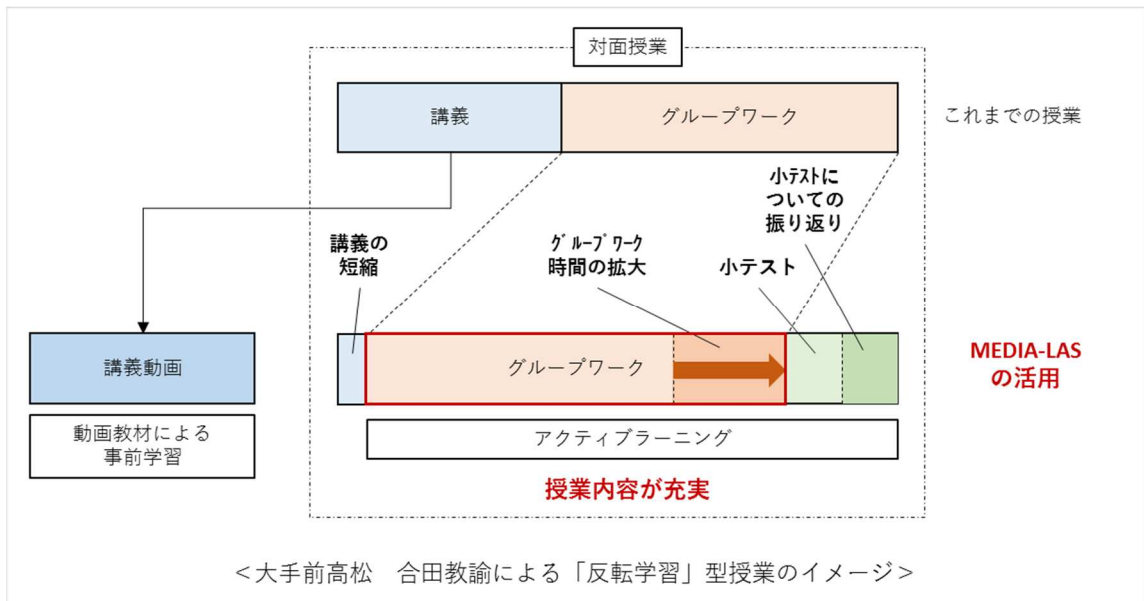 対面授業
講義
グループワーク
これまでの授業
講義の
短縮
ｸﾞﾙｰﾌﾟﾜｰｸ
時間の拡大
小テスト
小ﾃｽﾄに
ついての
振り返り
講義動画
グループワーク
MEDIA-LAS
の活用
動画教材による
事前学習
アクティブラーニング
授業内容が充実
＜大手前高松　合田教諭による「反転学習」型授業のイメージ＞